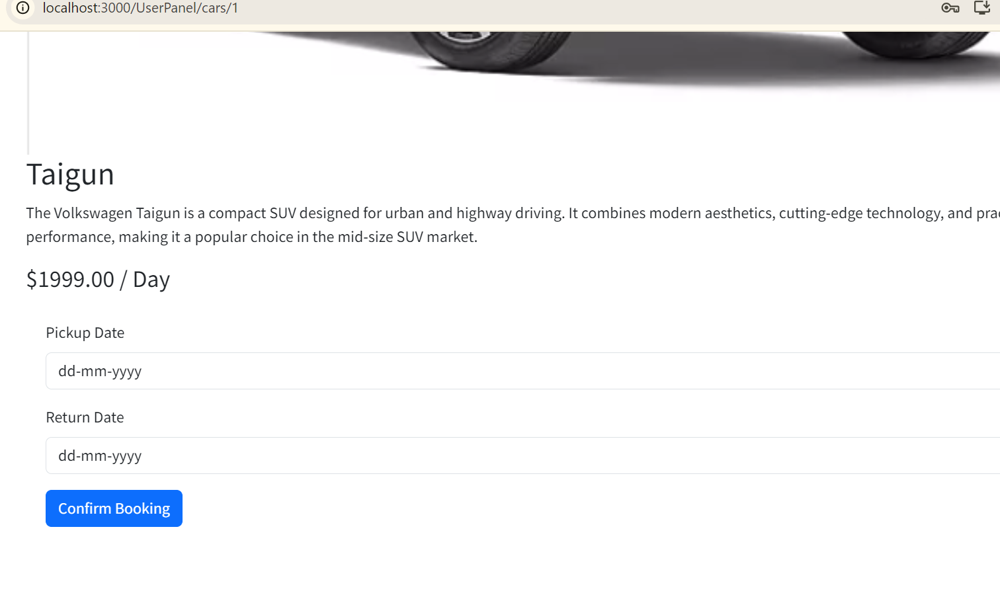 localhost:3000/UserPanel/cars/1
Taigun
The Volkswagen Taigun is a compact SUV designed for urban and highway driving. It combines modern aesthetics, cutting-edge technology, and
performance, making it a popular choice in the mid-size SUV market.
$1999.00 / Day
Pickup Date
dd-mm-yyyy
Return Date
dd-mm-yyyy
Confirm Booking